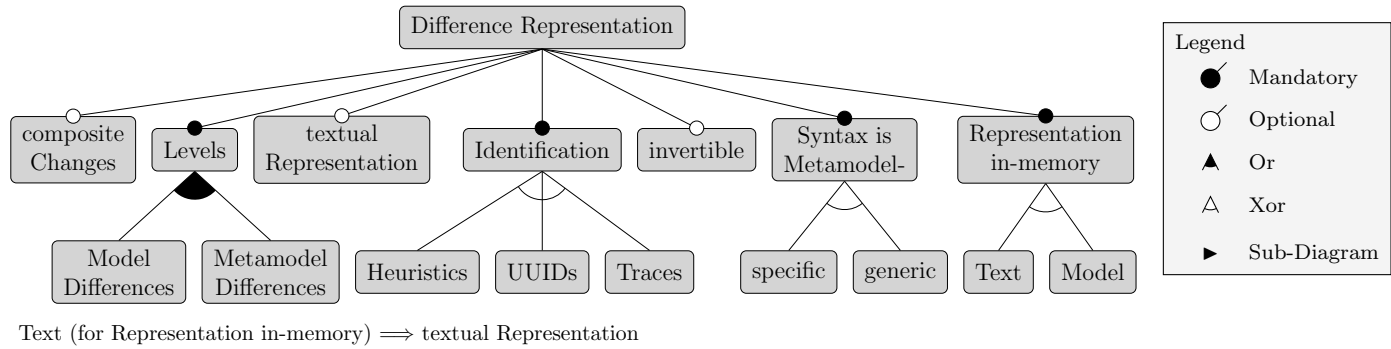 Difference Representation
Legend
Mandatory
Optional
Or
Xor
Sub-Diagram
composite
Changes
Levels
textual
Representation
Identification
invertible
Syntax is
Metamodel-
Representation
in-memory
Model
Differences
Metamodel
Differences
Heuristics
UUIDs
Traces
specific
generic
Text
Model
Text (for Representation in-memory) ⟹ textual Representation